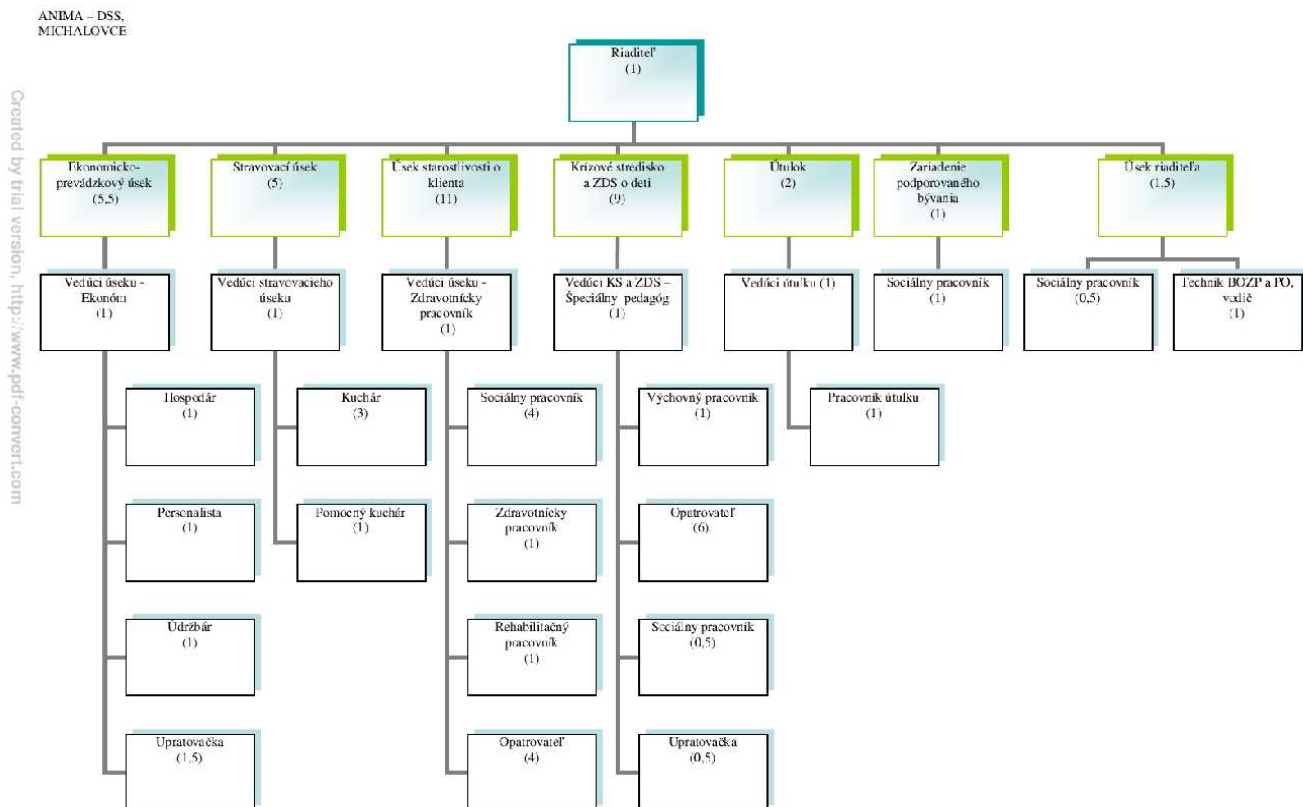 ANIMA – DSS,
MICHALOVCE
Riaditeľ
(1)
Ekonomicko-
prevádzkový úsek
(5,5)
Stravovací úsek
(5)
Úsek starostlivosti o
klienta
(11)
Krízové stredisko
a ZDS o deti
(9)
Útulok
(2)
Zariadenie
podporovaného
bývania
(1)
Úsek riaditeľa
(1,5)
Vedúci úseku -
Ekonóm
(1)
Vedúci stravovacieho
úseku
(1)
Vedúci úseku -
Zdravotnícky
pracovník
(1)
Vedúci KS a ZDS –
Špeciálny pedagóg
(1)
Vedúci útulku (1)
Sociálny pracovník
(1)
Sociálny pracovník
(0,5)
Technik BOZP a PO,
vodič
(1)
Hospodár
(1)
Kuchár
(3)
Sociálny pracovník
(4)
Výchovný pracovník
(1)
Pracovník útulku
(1)
Personalista
(1)
Pomocný kuchár
(1)
Zdravotnícky
pracovník
(1)
Opatrovateľ
(6)
Údržbár
(1)
Rehabilitačný
pracovník
(1)
Sociálny pracovník
(0,5)
Upratovačka
(1,5)
Opatrovateľ
(4)
Upratovačka
(0,5)
Created by trial version, http://www.pdf-convert.com